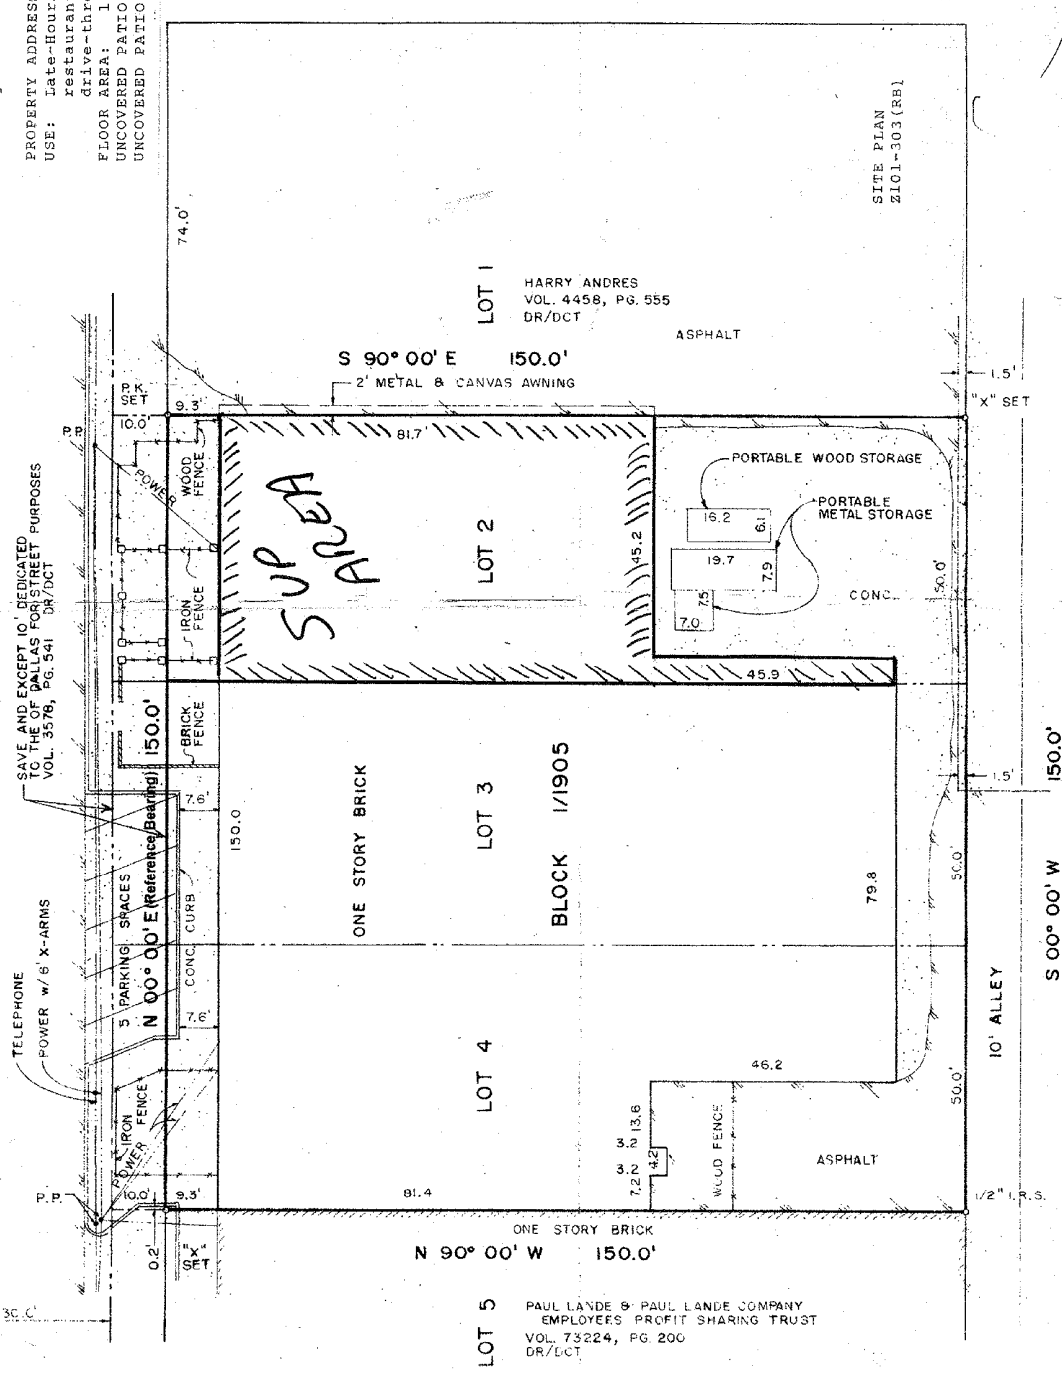 PROPERTY ADDRESS
USE: Late-Hour
restauran
drive-thr
FLOOR AREA: 1
UNCOVERED PATIO
UNCOVERED PATIO
SITE PLAN
Z101-303(RB)
74.0'
LOT 1
HARRY ANDRES
VOL. 4458, PG. 555
DR/DCT
ASPHALT
S 90° 00' E 150.0'
2' METAL & CANVAS AWNING
1.5'
"X" SET
P.K.
SET
10.0'
9.3'
81.7'
P.P.
POWER
WOOD
FENCE
SUP
AREA
LOT 2
45.2
PORTABLE WOOD STORAGE
16.2
6.1
PORTABLE
METAL STORAGE
19.7
7.9
7.5
7.0
CONC.
50.0'
IRON
FENCE
SAVE AND EXCEPT 10' DEDICATED
TO THE OF DALLAS FOR STREET PURPOSES
VOL. 3578, PG. 541 DR/DCT
45.9
BRICK
FENCE
N 00° 00' E (Reference Bearing) 150.0'
7.6'
150.0
ONE STORY BRICK
LOT 3
BLOCK 1/1905
1.5'
150.0'
S 00° 00' W
79.8
50.0'
5 PARKING SPACES
CONC. CURB
7.6'
TELEPHONE
POWER w/ 6' X-ARMS
LOT 4
10' ALLEY
46.2
50.0'
IRON
FENCE
POWER
13.6
3.2
4.2
3.2
7.2
WOOD FENCE
ASPHALT
P.P.
10.0'
9.3'
81.4
1/2" I.R.S.
0.2'
"X"
SET
ONE STORY BRICK
N 90° 00' W 150.0'
30.0'
LOT 5
PAUL LANDE & PAUL LANDE COMPANY
EMPLOYEES PROFIT SHARING TRUST
VOL. 73224, PG. 200
DR/DCT